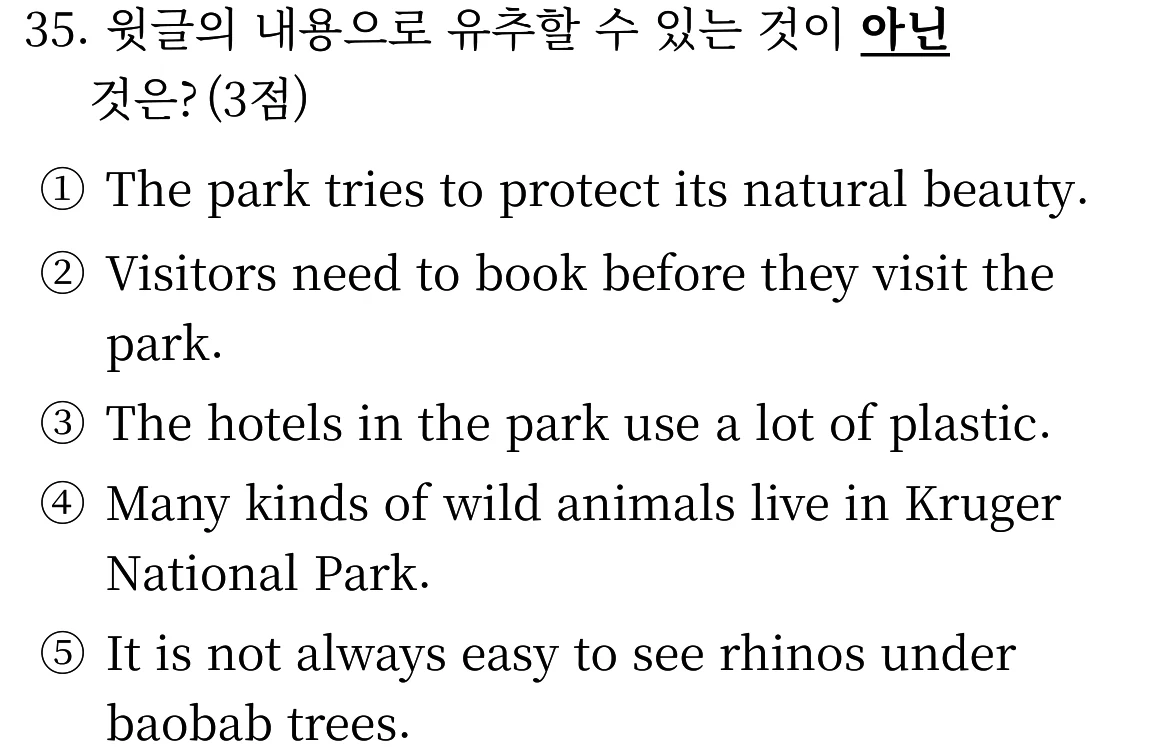 35. 윗글의 내용으로 유추할 수 있는 것이 아닌
것은?(3점)
① The park tries to protect its natural beauty.
② Visitors need to book before they visit the
park.
③ The hotels in the park use a lot of plastic.
④ Many kinds of wild animals live in Kruger
National Park.
⑤ It is not always easy to see rhinos under
baobab trees.